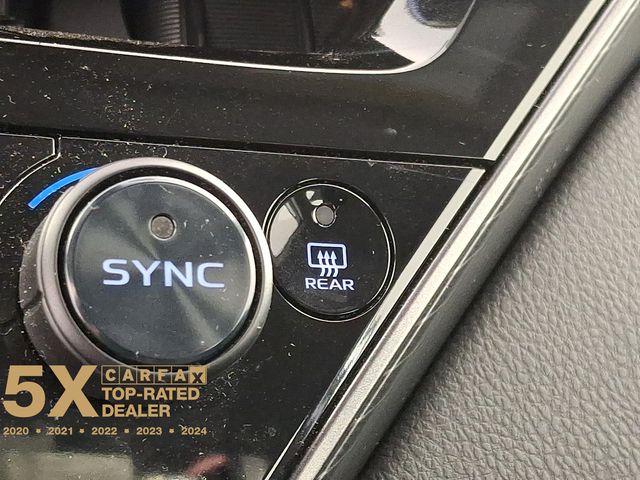 SYNC
REAR
5X
CARFAX
TOP-RATED
DEALER
2020 ▪ 2021 ▪ 2022 ▪ 2023 ▪ 2024